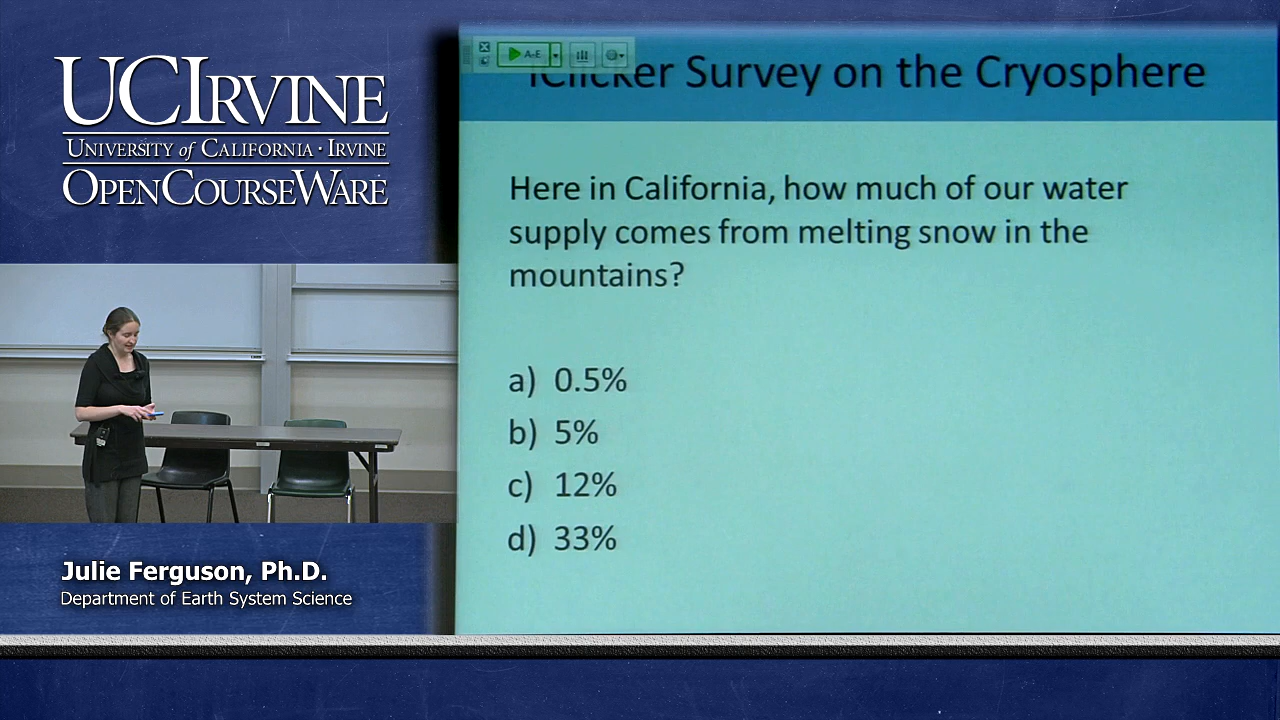 UCIRVINE
UNIVERSITY of CALIFORNIA · IRVINE
OPENCOURSEWARE
A-E
iClicker Survey on the Cryosphere
Here in California, how much of our water
supply comes from melting snow in the
mountains?
a) 0.5%
b) 5%
c) 12%
d) 33%
Julie Ferguson, Ph.D.
Department of Earth System Science